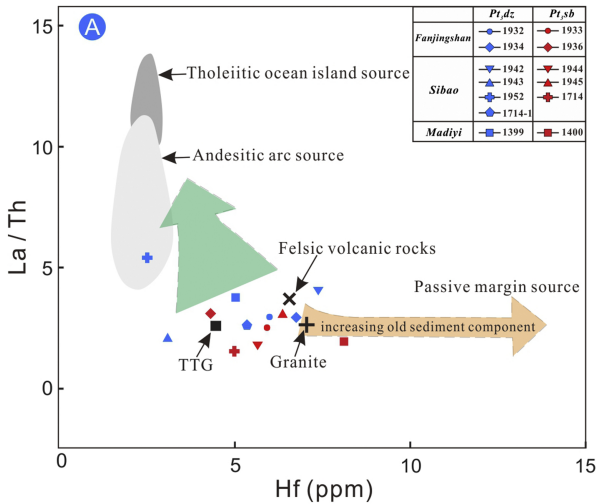 A
Pt₃dz Pt₃sb
Fanjingshan 1932 1933
1934 1936
Sibao 1942 1944
1943 1945
1952 1714
1714-1
Madiyi 1399 1400
15
10
5
0
La / Th
Tholeiitic ocean island source
Andesitic arc source
Felsic volcanic rocks
Passive margin source
increasing old sediment component
TTG
Granite
0 5 10 15
Hf (ppm)